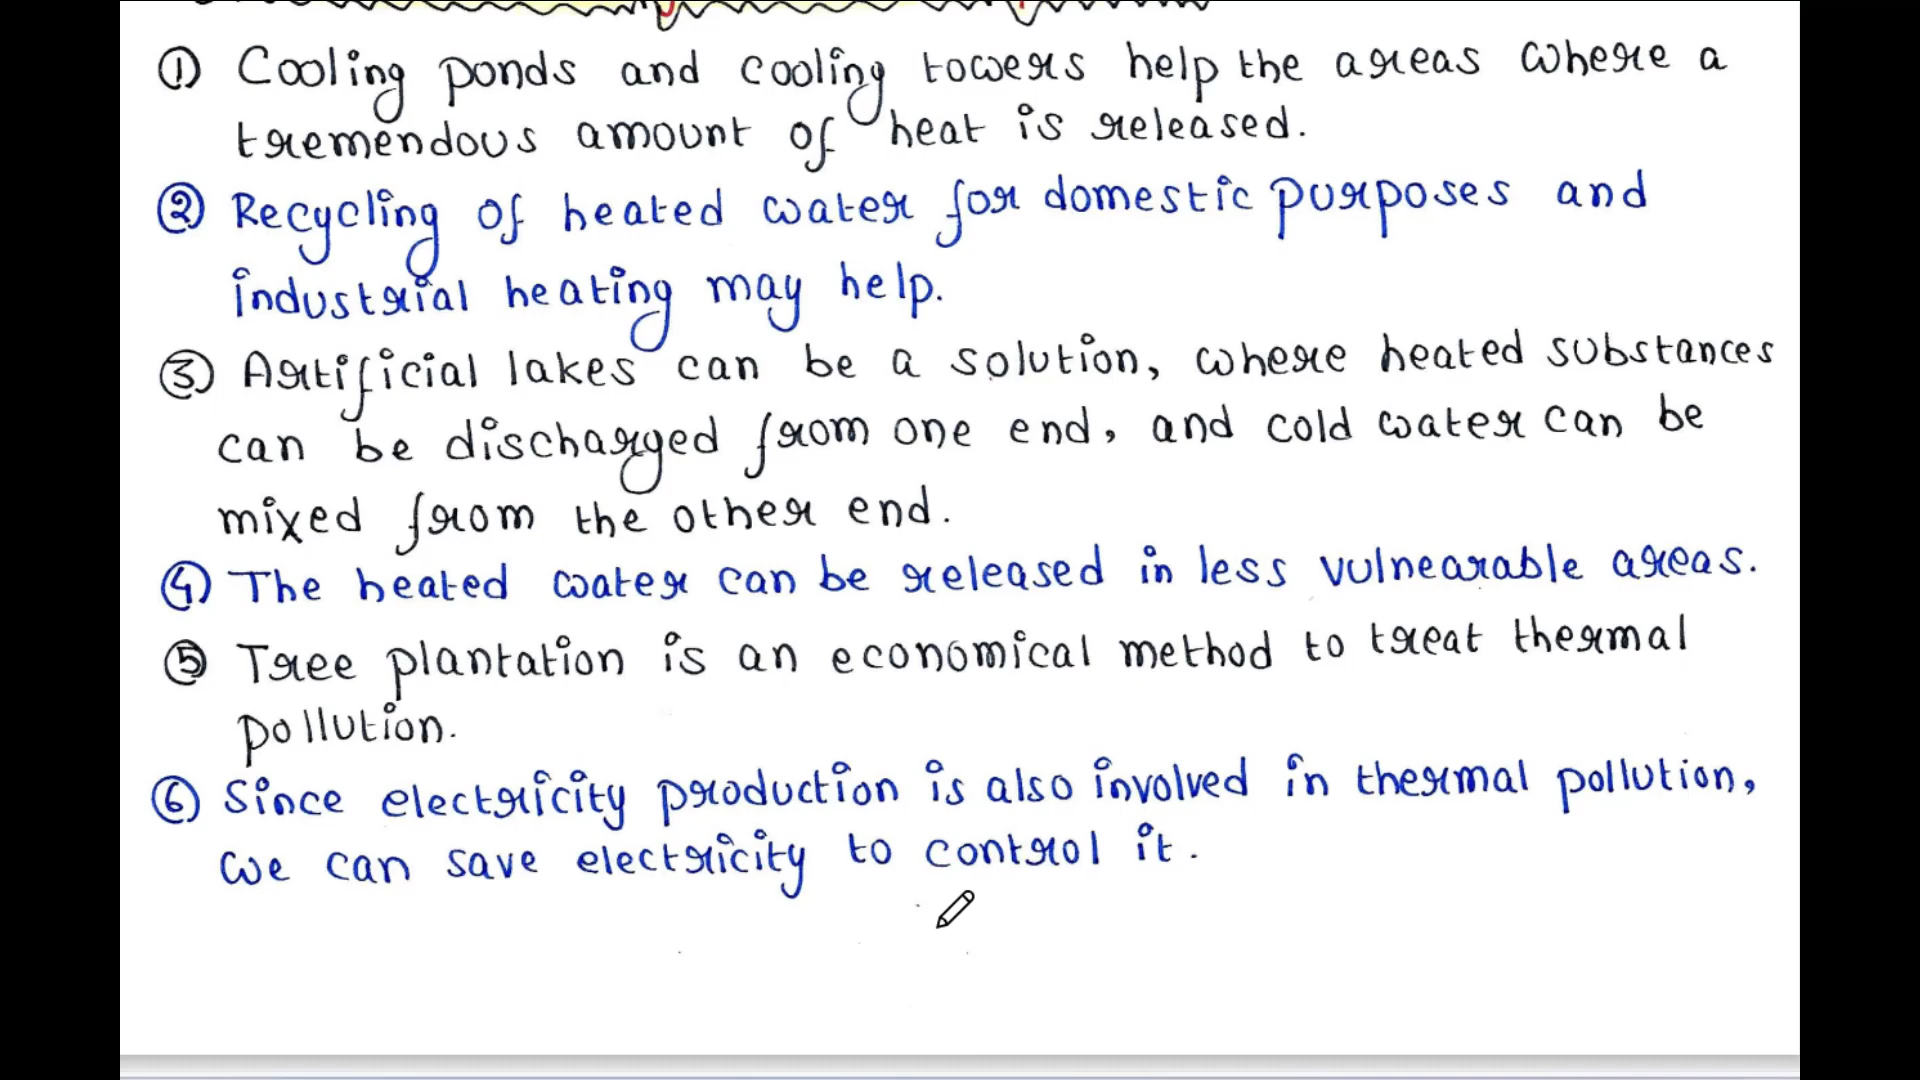 ① Cooling ponds and cooling towers help the areas where a
tremendous amount of heat is released.
② Recycling of heated water for domestic purposes and
industrial heating may help.
③ Artificial lakes can be a solution, where heated substances
can be discharged from one end, and cold water can be
mixed from the other end.
④ The heated water can be released in less vulnearable areas.
⑤ Tree plantation is an economical method to treat thermal
pollution.
⑥ Since electricity production is also involved in thermal pollution,
we can save electricity to control it.